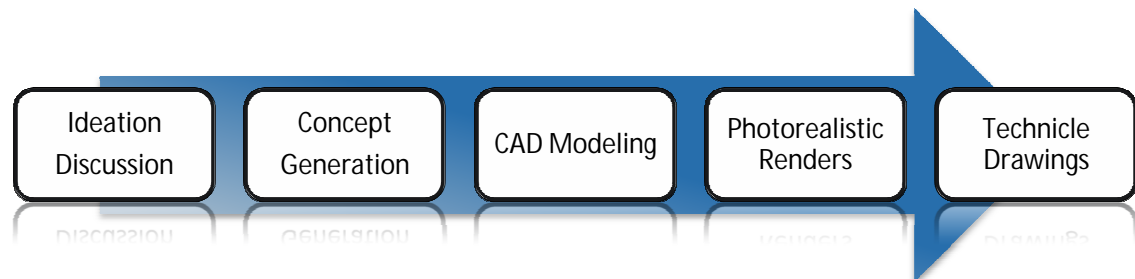 Ideation
Discussion
Concept
Generation
CAD Modeling
Photorealistic
Renders
Technicle
Drawings